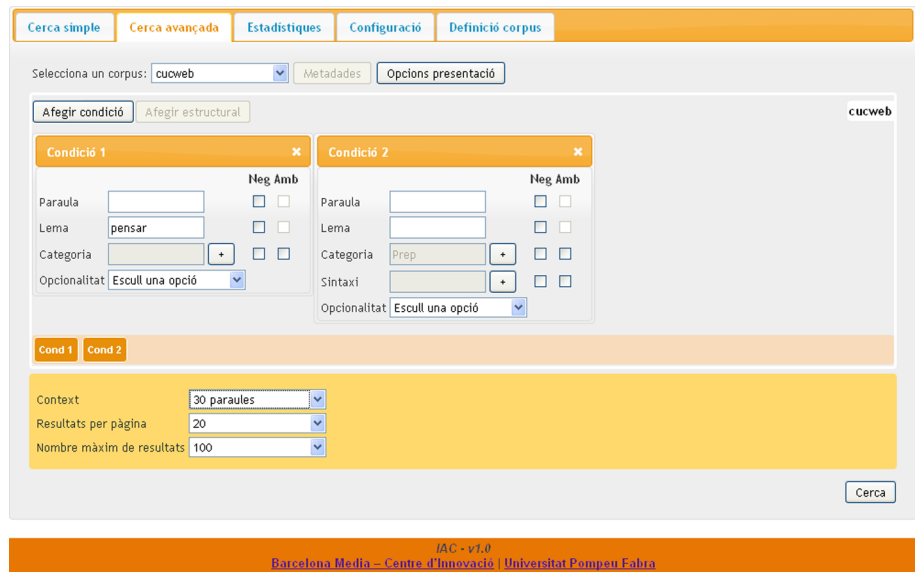 Cerca simple Cerca avançada Estadístiques Configuració Definició corpus
Selecciona un corpus: cucweb Metadades Opcions presentació
Afegir condició Afegir estructural cucweb
Condició 1 Condició 2
Neg Amb Neg Amb
Paraula Paraula
Lema pensar Lema
Categoria + Categoria Prep +
Opcionalitat Escull una opció Sintaxi +
Opcionalitat Escull una opció
Cond 1 Cond 2
Context 30 paraules
Resultats per pàgina 20
Nombre màxim de resultats 100
Cerca
IAC - v1.0
Barcelona Media – Centre d'Innovació | Universitat Pompeu Fabra